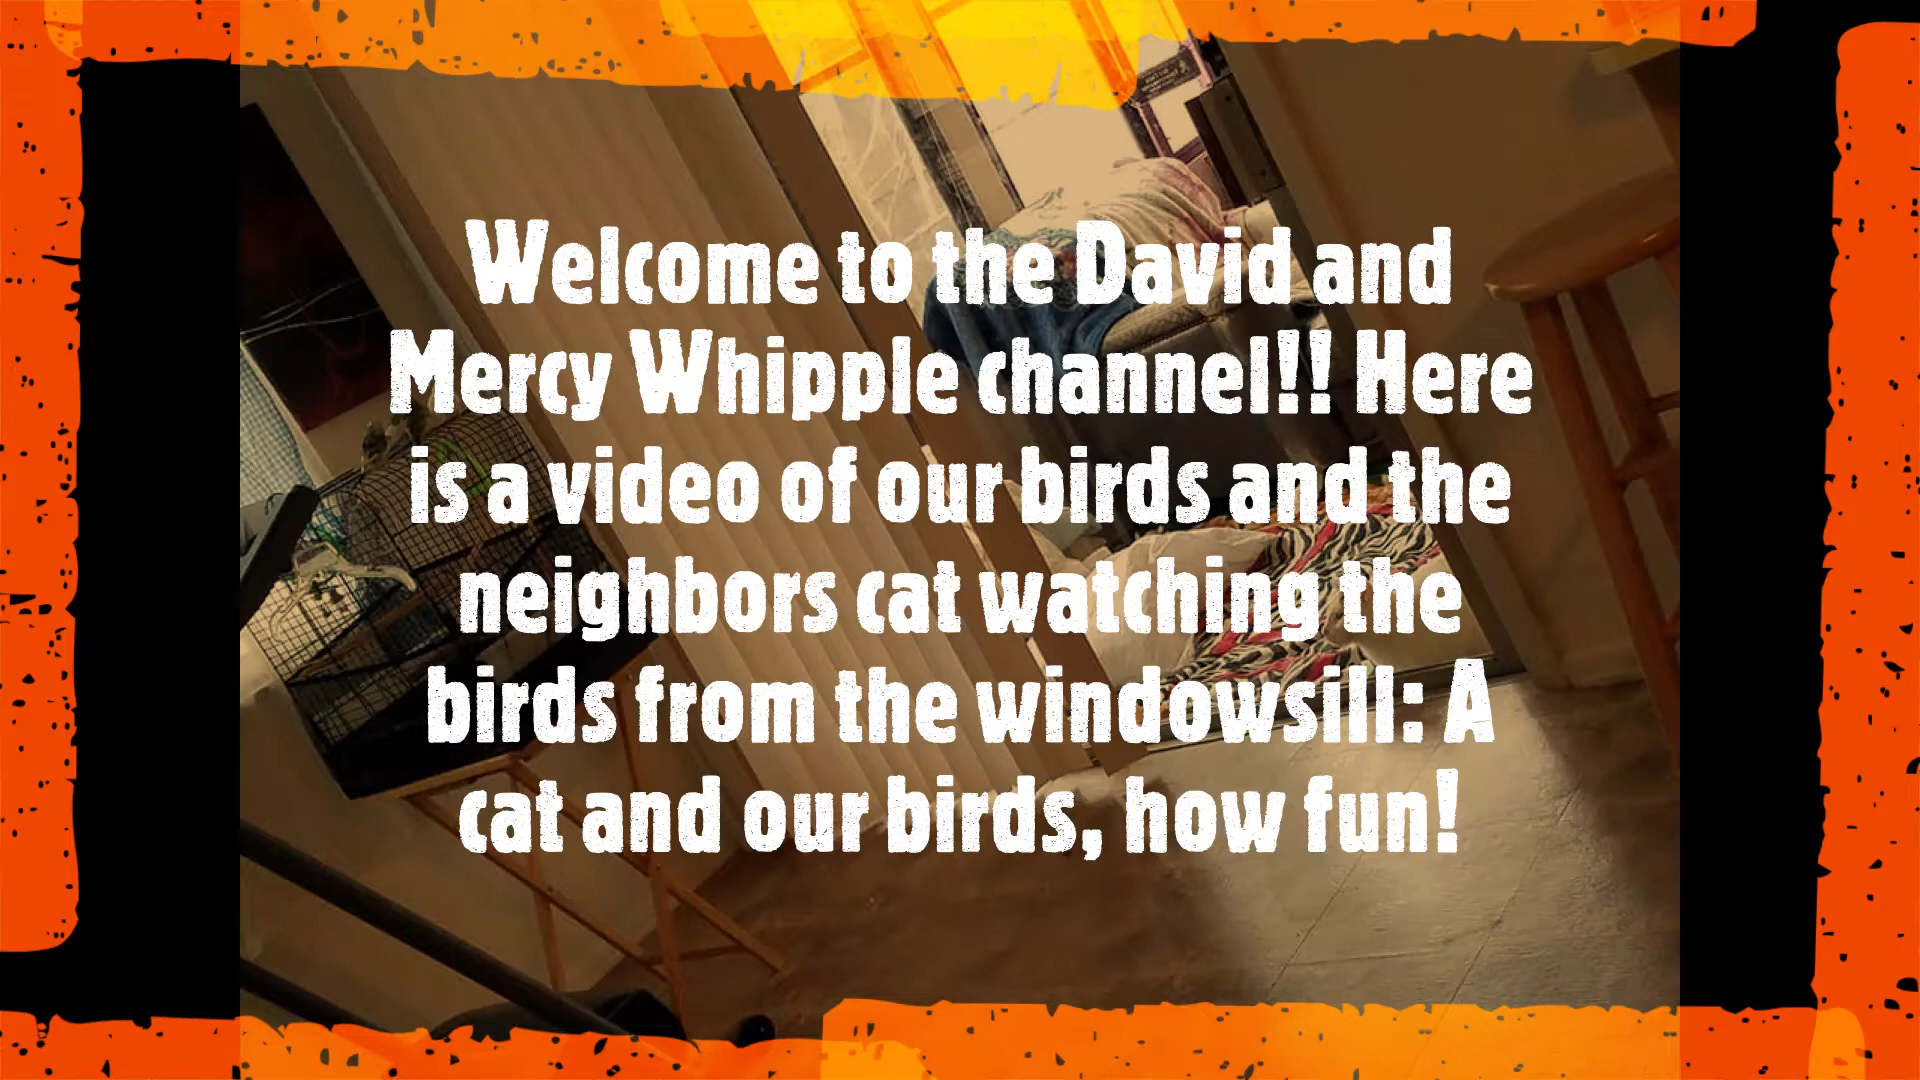 Welcome to the David and
Mercy Whipple channel!! Here
is a video of our birds and the
neighbors cat watching the
birds from the windowsill: A
cat and our birds, how fun!